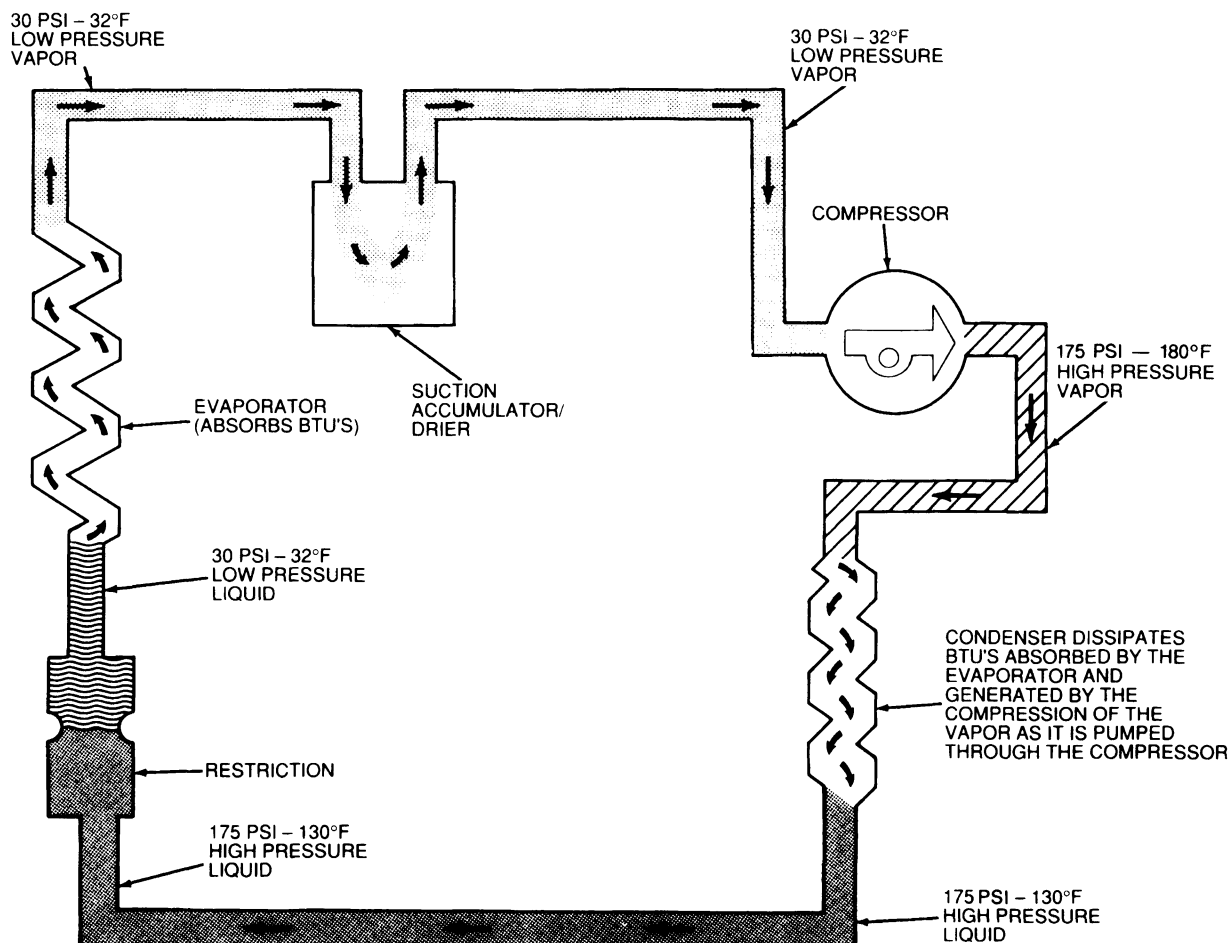 30 PSI – 32°F
LOW PRESSURE
VAPOR
30 PSI – 32°F
LOW PRESSURE
VAPOR
COMPRESSOR
175 PSI — 180°F
HIGH PRESSURE
VAPOR
EVAPORATOR
(ABSORBS BTU'S)
SUCTION
ACCUMULATOR/
DRIER
30 PSI – 32°F
LOW PRESSURE
LIQUID
CONDENSER DISSIPATES
BTU'S ABSORBED BY THE
EVAPORATOR AND
GENERATED BY THE
COMPRESSION OF THE
VAPOR AS IT IS PUMPED
THROUGH THE COMPRESSOR
RESTRICTION
175 PSI – 130°F
HIGH PRESSURE
LIQUID
175 PSI – 130°F
HIGH PRESSURE
LIQUID